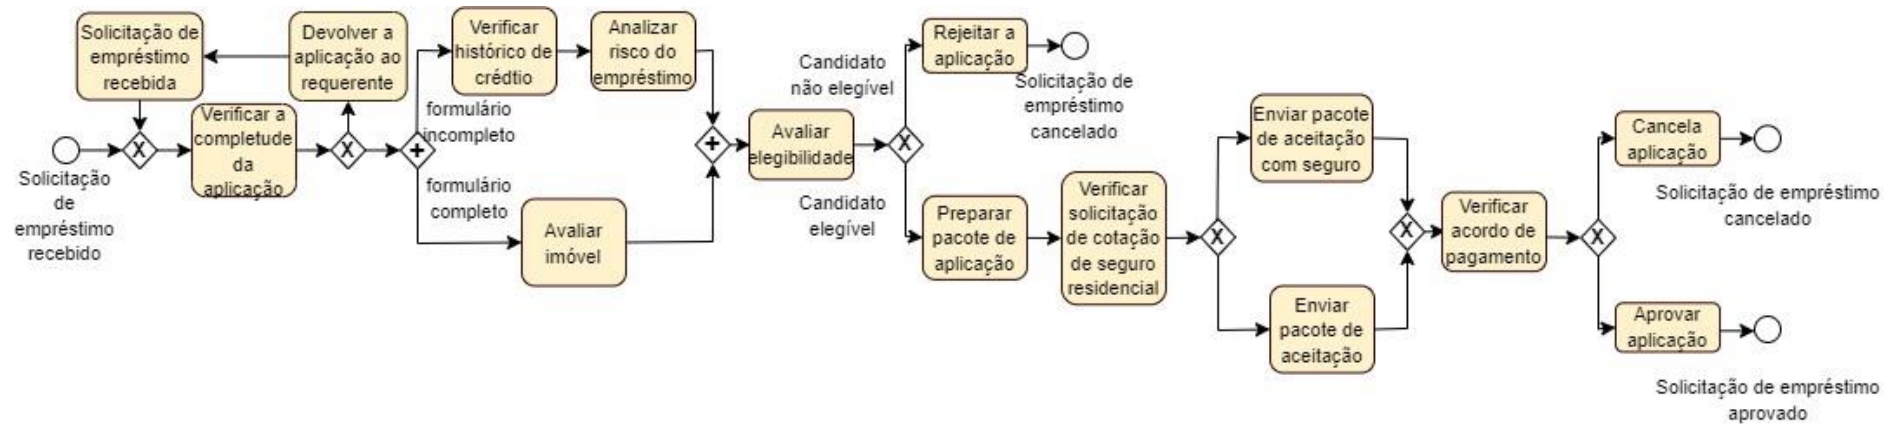 Solicitação de
empréstimo
recebida
Devolver a
aplicação ao
requerente
Verificar
histórico de
crédtio
Analizar
risco do
empréstimo
Rejeitar a
aplicação
Solicitação de
empréstimo
cancelado
Candidato
não elegível
formulário
incompleto
Verificar a
completude
da
aplicação
X
X
+
+
X
Solicitação
de
empréstimo
recebido
formulário
completo
Avaliar
imóvel
Avaliar
elegibilidade
Candidato
elegível
Preparar
pacote de
aplicação
Verificar
solicitação
de cotação
de seguro
residencial
X
Enviar pacote
de aceitação
com seguro
Enviar
pacote de
aceitação
X
Verificar
acordo de
pagamento
X
Cancela
aplicação
Solicitação de empréstimo
cancelado
Aprovar
aplicação
Solicitação de empréstimo
aprovado